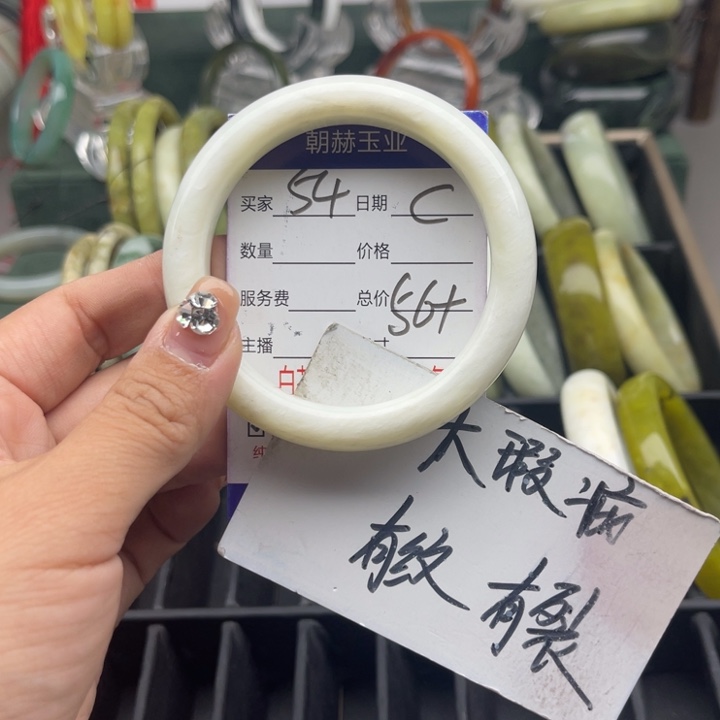 朝赫玉业
买家 54 日期 C
数量 价格
服务费 总价 56+
主播
大瑕疵
有纹 有裂